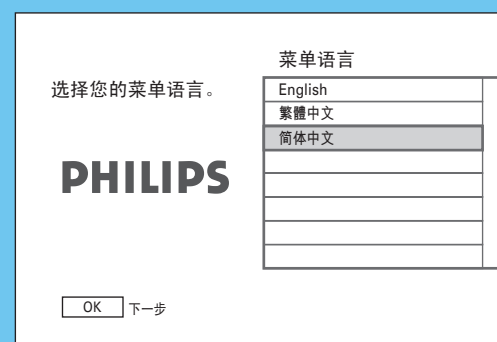 菜单语言
选择您的菜单语言。
English
繁體中文
简体中文
PHILIPS
OK 下一步